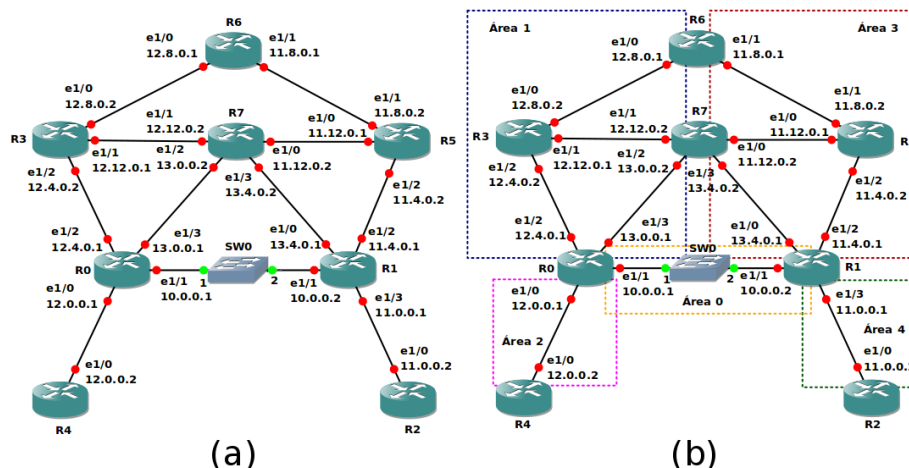 R6
e1/0
12.8.0.1
e1/1
11.8.0.1
e1/0
12.8.0.2
e1/1
11.8.0.2
R3
e1/1
12.12.0.2
R7
e1/0
11.12.0.1
R5
e1/1
12.12.0.1
e1/2
13.0.0.2
e1/0
11.12.0.2
e1/2
12.4.0.2
e1/3
13.4.0.2
e1/2
11.4.0.2
e1/2
12.4.0.1
e1/3
13.0.0.1
SW0
e1/0
13.4.0.1
e1/2
11.4.0.1
R0
R1
e1/0
12.0.0.1
e1/1
10.0.0.1
1
2
e1/1
10.0.0.2
e1/3
11.0.0.1
e1/0
12.0.0.2
e1/0
11.0.0.2
R4
R2
(a)
Área 1
R6
Área 3
e1/0
12.8.0.1
e1/1
11.8.0.1
e1/0
12.8.0.2
e1/1
11.8.0.2
R3
e1/1
12.12.0.2
R7
e1/0
11.12.0.1
R
e1/1
12.12.0.1
e1/2
13.0.0.2
e1/0
11.12.0.2
e1/2
12.4.0.2
e1/3
13.4.0.2
e1/2
11.4.0.2
e1/2
12.4.0.1
e1/3
13.0.0.1
SW0
e1/0
13.4.0.1
e1/2
11.4.0.1
R0
R1
e1/0
12.0.0.1
e1/1
10.0.0.1
1
2
e1/1
10.0.0.2
e1/3
11.0.0.1
Área 0
Área 2
Área 4
e1/0
12.0.0.2
e1/0
11.0.0.2
R4
R2
(b)